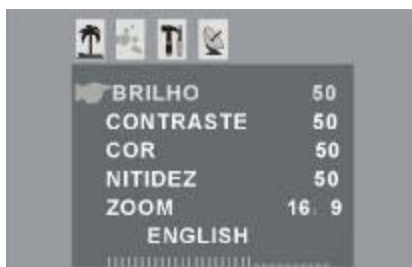 BRILHO 50
CONTRASTE 50
COR 50
NITIDEZ 50
ZOOM 16:9
ENGLISH